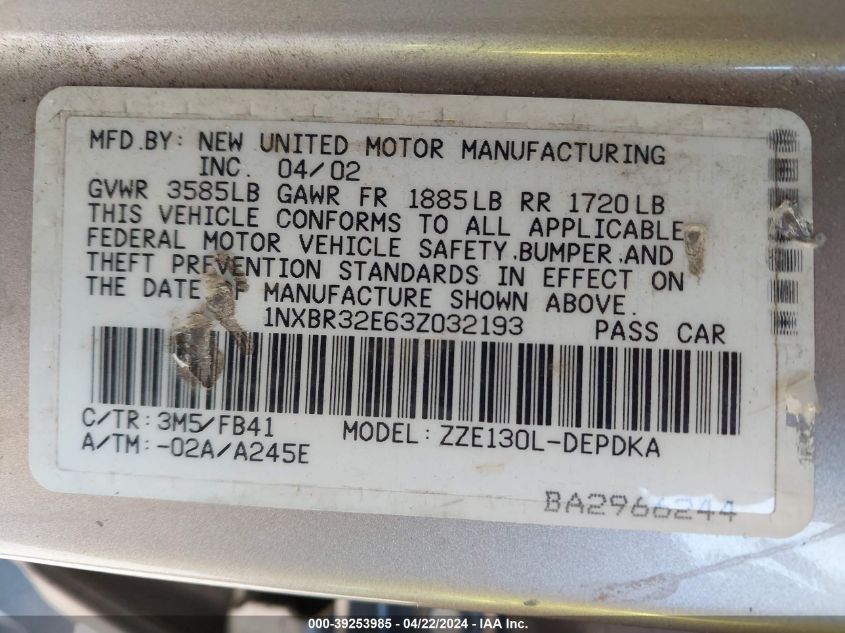 MFD.BY: NEW UNITED MOTOR MANUFACTURING
INC. 04/02
GVWR 3585LB GAWR FR 1885LB RR 1720LB
THIS VEHICLE CONFORMS TO ALL APPLICABLE
FEDERAL MOTOR VEHICLE SAFETY.BUMPER.AND
THEFT PREVENTION STANDARDS IN EFFECT ON
THE DATE OF MANUFACTURE SHOWN ABOVE.
1NXBR32E63Z032193 PASS CAR
C/TR: 3M5/FB41 MODEL: ZZE130L-DEPDKA
A/TM: -02A/A245E
BA2966244
000-39253985 - 04/22/2024 - IAA Inc.